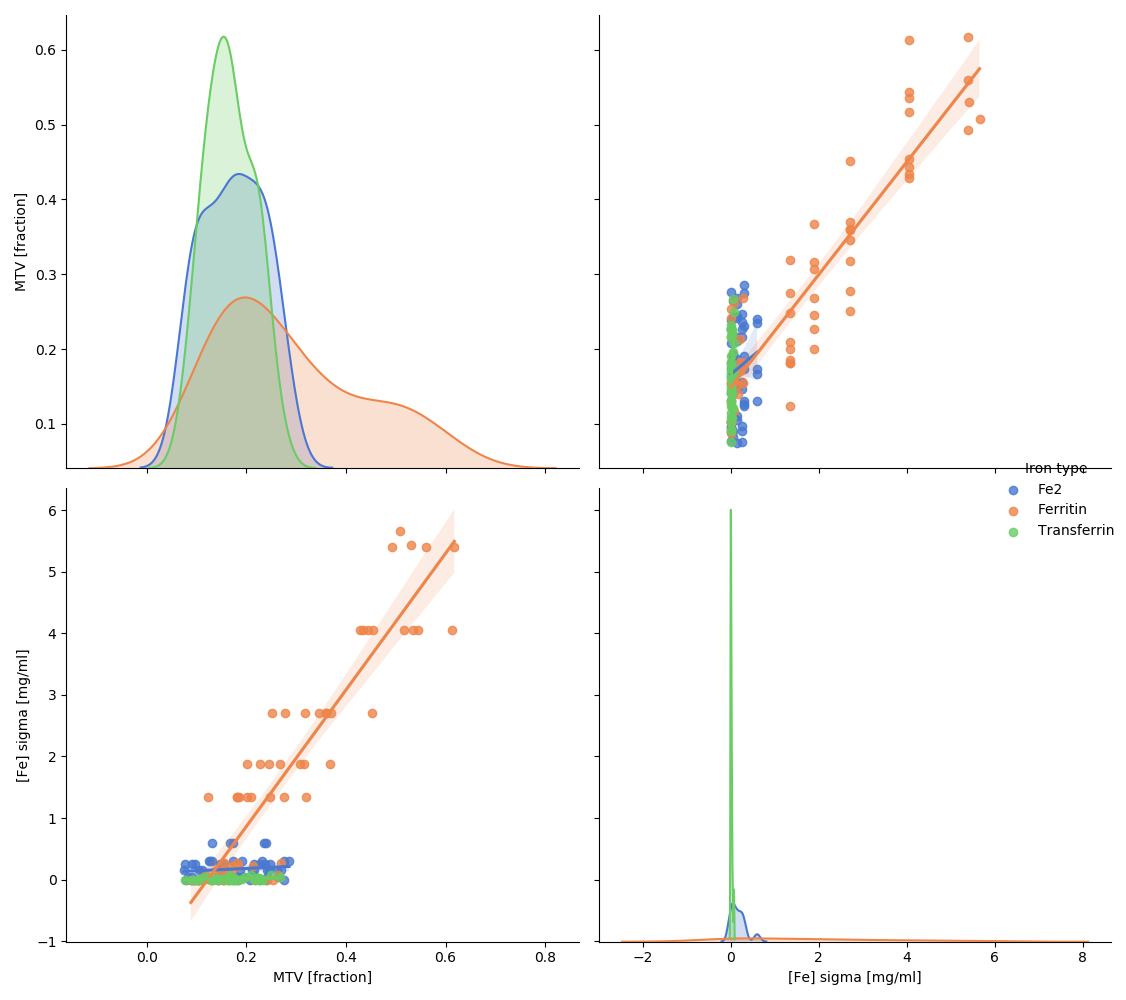 0.6
0.5
0.4
0.3
0.2
0.1
MTV [fraction]
Iron type
Fe2
Ferritin
Transferrin
6
5
4
3
2
1
0
−1
[Fe] sigma [mg/ml]
0.0 0.2 0.4 0.6 0.8
MTV [fraction]
−2 0 2 4 6 8
[Fe] sigma [mg/ml]